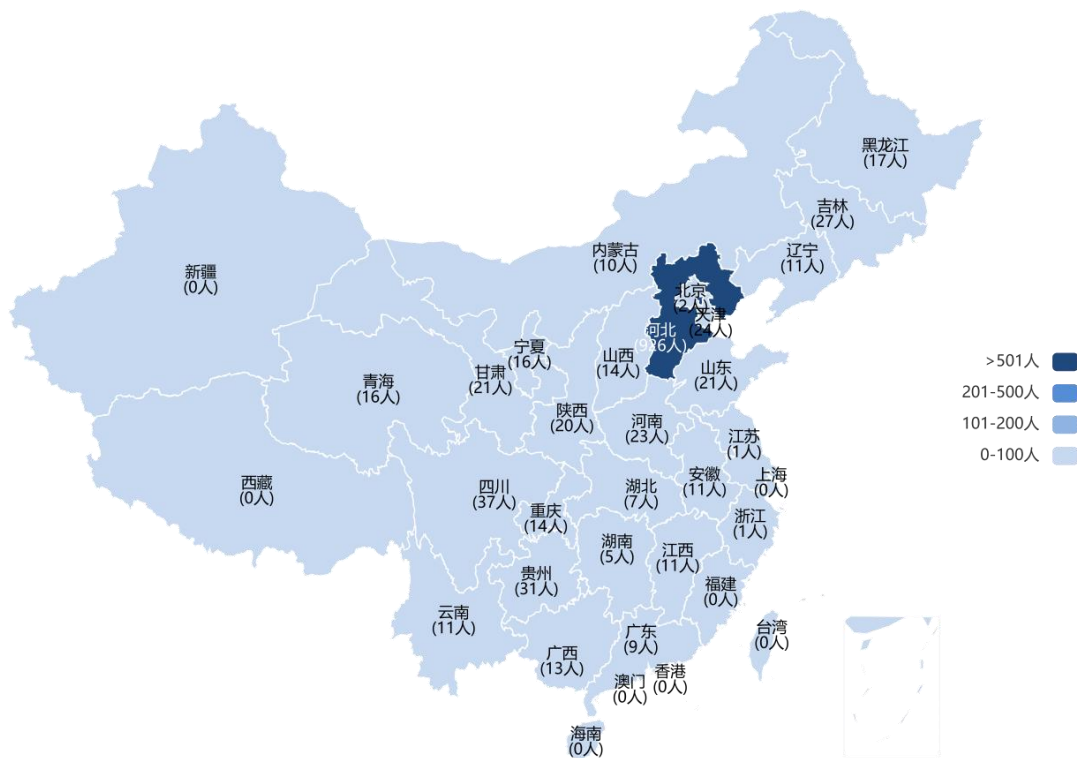 黑龙江
(17人)
吉林
(27人)
辽宁
(11人)
内蒙古
(10人)
新疆
(0人)
北京
(2人)
天津
(24人)
河北
(926人)
宁夏
(16人)
山西
(14人)
山东
(21人)
甘肃
(21人)
青海
(16人)
陕西
(20人)
河南
(23人)
江苏
(1人)
西藏
(0人)
四川
(37人)
重庆
(14人)
湖北
(7人)
安徽
(11人)
上海
(0人)
浙江
(1人)
湖南
(5人)
江西
(11人)
贵州
(31人)
福建
(0人)
云南
(11人)
广西
(13人)
广东
(9人)
台湾
(0人)
澳门
(0人)
香港
(0人)
海南
(0人)
>501人
201-500人
101-200人
0-100人